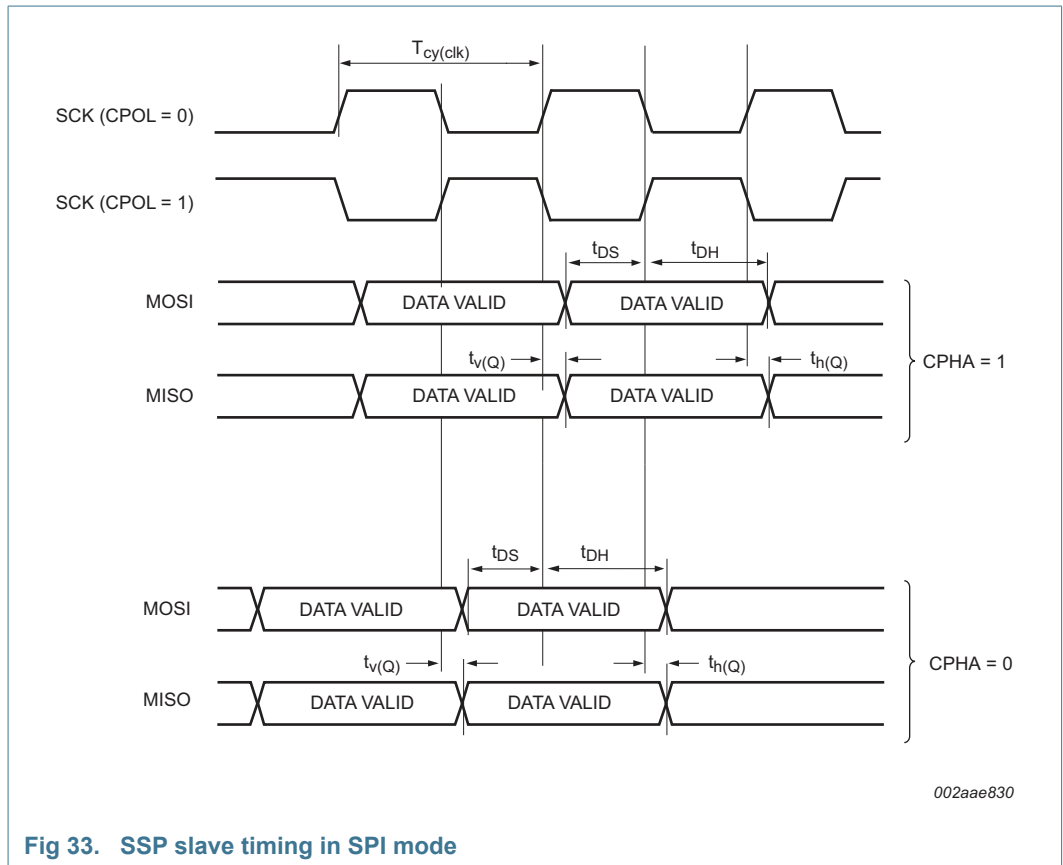 Tcy(clk)
SCK (CPOL = 0)
SCK (CPOL = 1)
tDS tDH
MOSI DATA VALID DATA VALID
tv(Q) th(Q)
MISO DATA VALID DATA VALID
CPHA = 1
tDS tDH
MOSI DATA VALID DATA VALID
tv(Q) th(Q)
MISO DATA VALID DATA VALID
CPHA = 0
002aae830
Fig 33. SSP slave timing in SPI mode